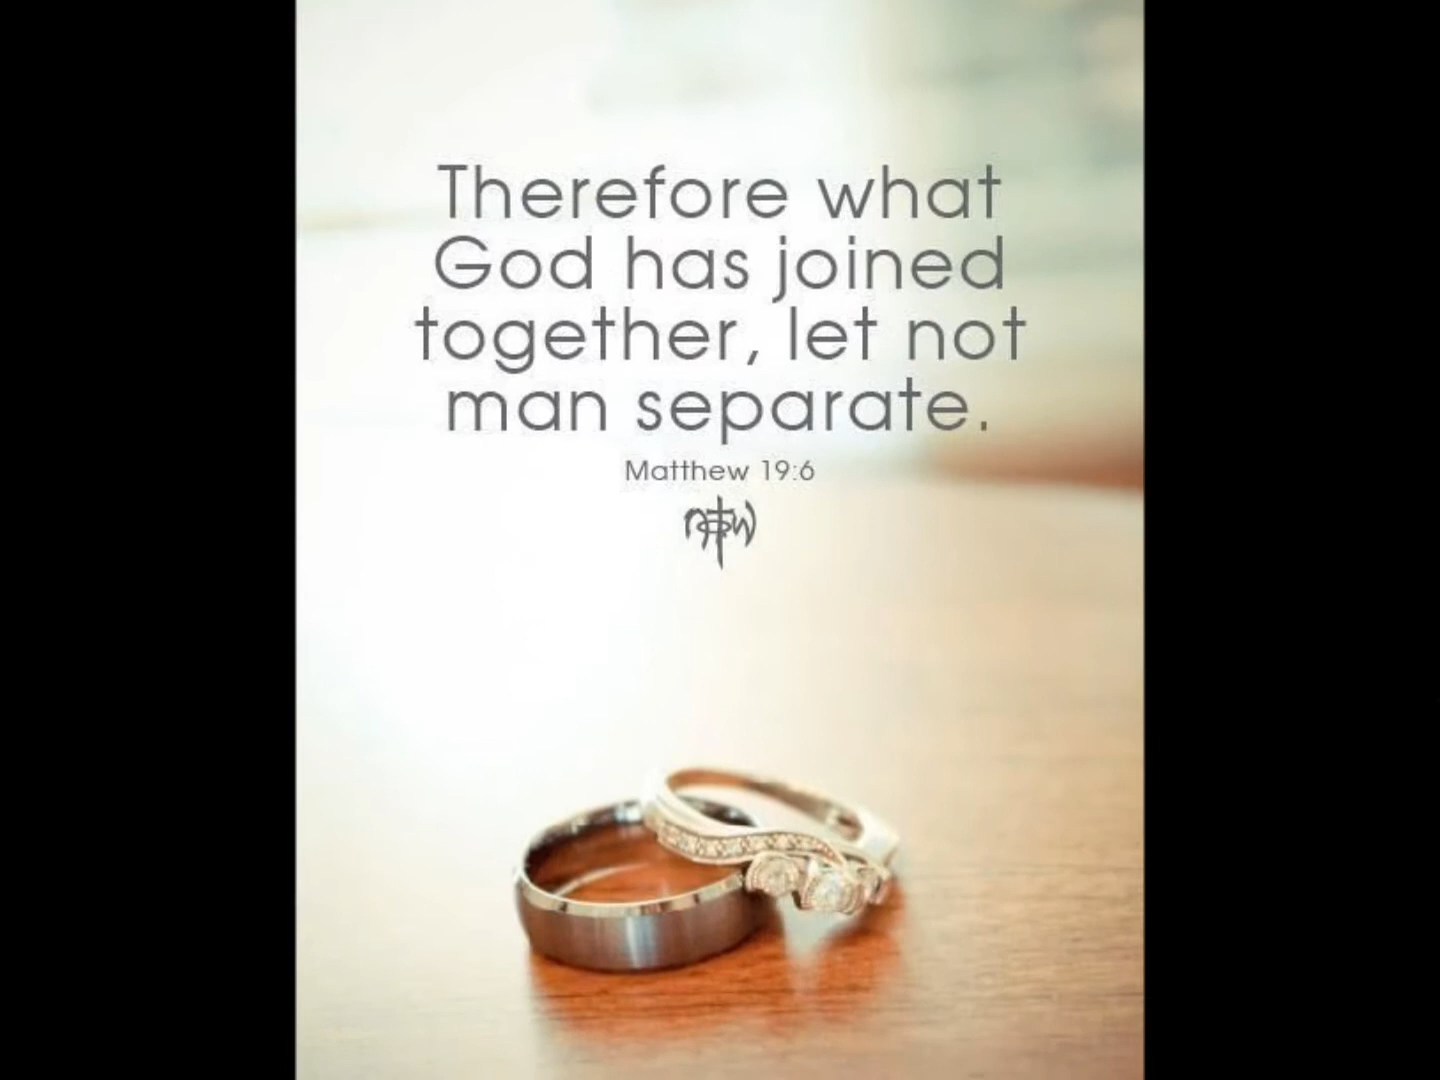 Therefore what
God has joined
together, let not
man separate.
Matthew 19:6